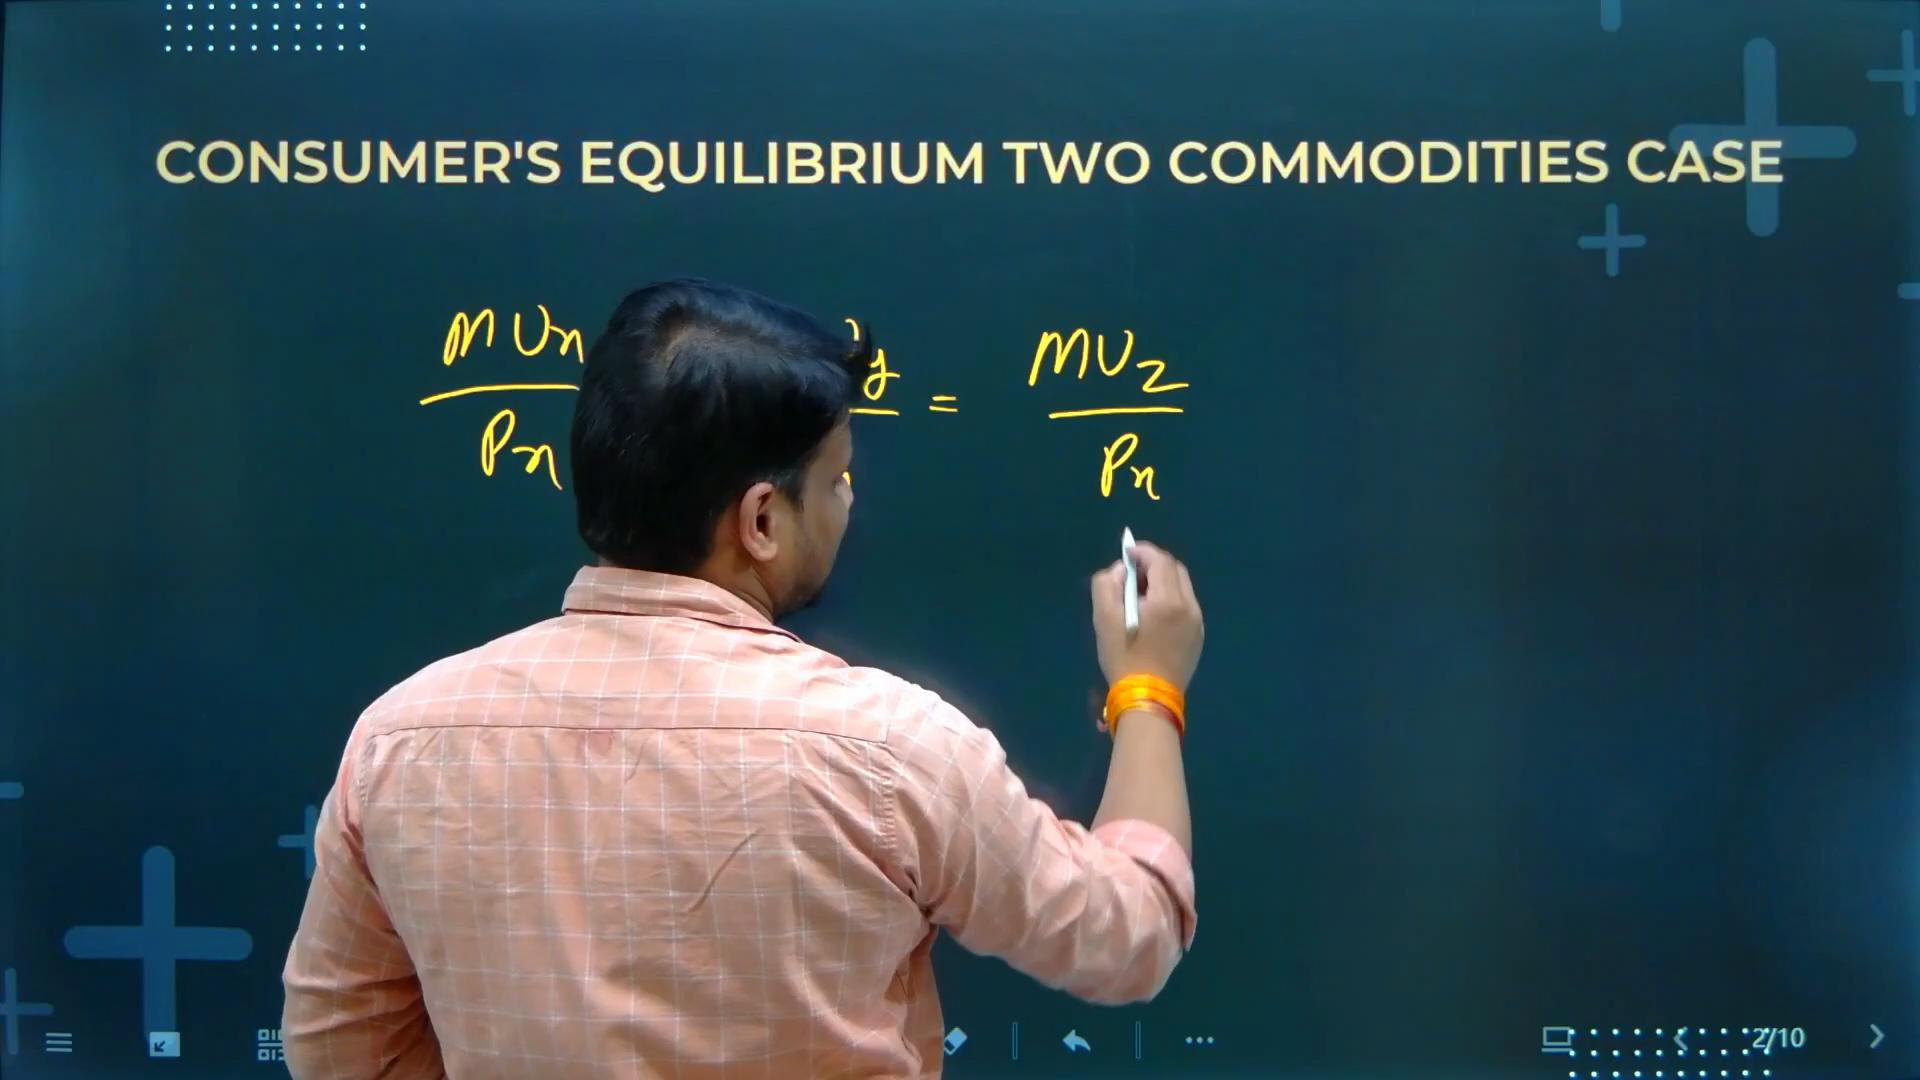 CONSUMER'S EQUILIBRIUM TWO COMMODITIES CASE
MUx y = MUz
Px Px
2/10